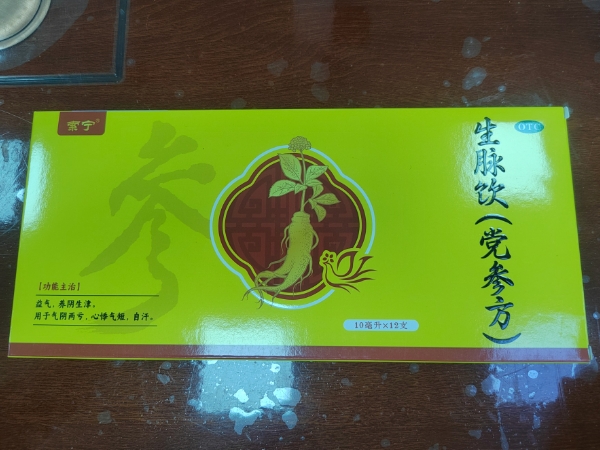 宗宁®
参
生脉饮(党参方)
OTC
[功能主治]
益气，养阴生津。
用于气阴两亏，心悸气短，自汗。
10毫升×12支